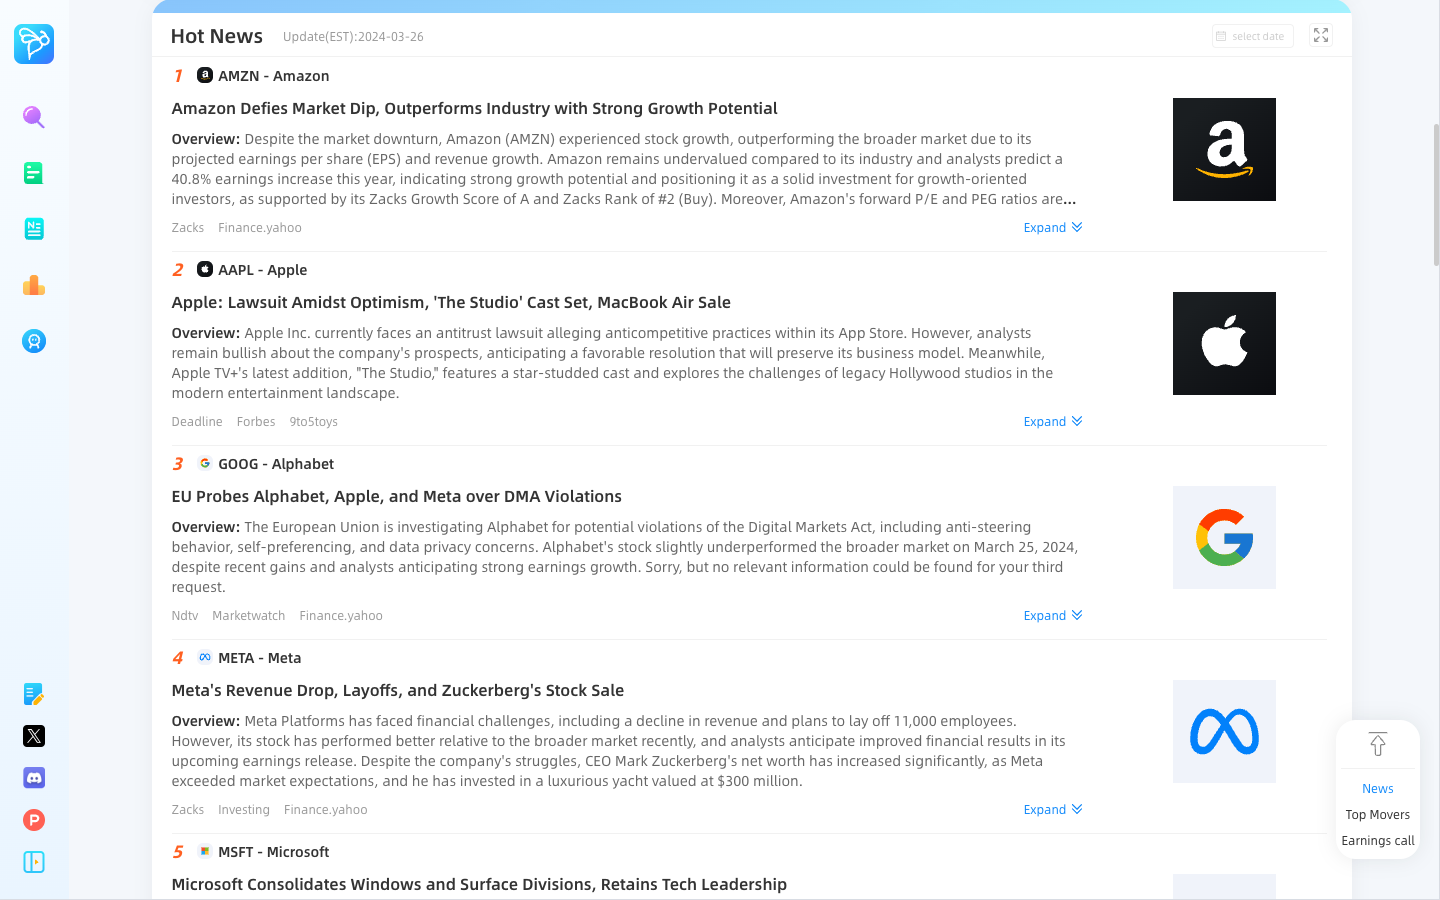 Hot News
Update(EST):2024-03-26
select date
1 AMZN - Amazon
Amazon Defies Market Dip, Outperforms Industry with Strong Growth Potential
Overview: Despite the market downturn, Amazon (AMZN) experienced stock growth, outperforming the broader market due to its
projected earnings per share (EPS) and revenue growth. Amazon remains undervalued compared to its industry and analysts predict a
40.8% earnings increase this year, indicating strong growth potential and positioning it as a solid investment for growth-oriented
investors, as supported by its Zacks Growth Score of A and Zacks Rank of #2 (Buy). Moreover, Amazon's forward P/E and PEG ratios are...
Zacks Finance.yahoo
Expand
2 AAPL - Apple
Apple: Lawsuit Amidst Optimism, 'The Studio' Cast Set, MacBook Air Sale
Overview: Apple Inc. currently faces an antitrust lawsuit alleging anticompetitive practices within its App Store. However, analysts
remain bullish about the company's prospects, anticipating a favorable resolution that will preserve its business model. Meanwhile,
Apple TV+'s latest addition, "The Studio," features a star-studded cast and explores the challenges of legacy Hollywood studios in the
modern entertainment landscape.
Deadline Forbes 9to5toys
Expand
3 GOOG - Alphabet
EU Probes Alphabet, Apple, and Meta over DMA Violations
Overview: The European Union is investigating Alphabet for potential violations of the Digital Markets Act, including anti-steering
behavior, self-preferencing, and data privacy concerns. Alphabet's stock slightly underperformed the broader market on March 25, 2024,
despite recent gains and analysts anticipating strong earnings growth. Sorry, but no relevant information could be found for your third
request.
Ndtv Marketwatch Finance.yahoo
Expand
4 META - Meta
Meta's Revenue Drop, Layoffs, and Zuckerberg's Stock Sale
Overview: Meta Platforms has faced financial challenges, including a decline in revenue and plans to lay off 11,000 employees.
However, its stock has performed better relative to the broader market recently, and analysts anticipate improved financial results in its
upcoming earnings release. Despite the company's struggles, CEO Mark Zuckerberg's net worth has increased significantly, as Meta
exceeded market expectations, and he has invested in a luxurious yacht valued at $300 million.
Zacks Investing Finance.yahoo
Expand
5 MSFT - Microsoft
Microsoft Consolidates Windows and Surface Divisions, Retains Tech Leadership
News
Top Movers
Earnings call